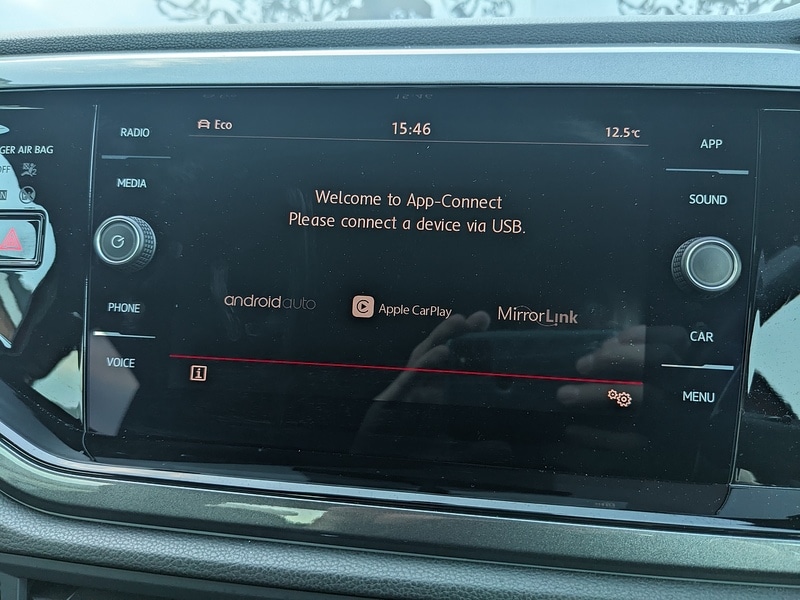 RADIO
MEDIA
PHONE
VOICE
GER AIR BAG
OFF
Eco
15:46
12.5°C
Welcome to App-Connect
Please connect a device via USB.
androidauto
Apple CarPlay
MirrorLink
i
APP
SOUND
CAR
MENU